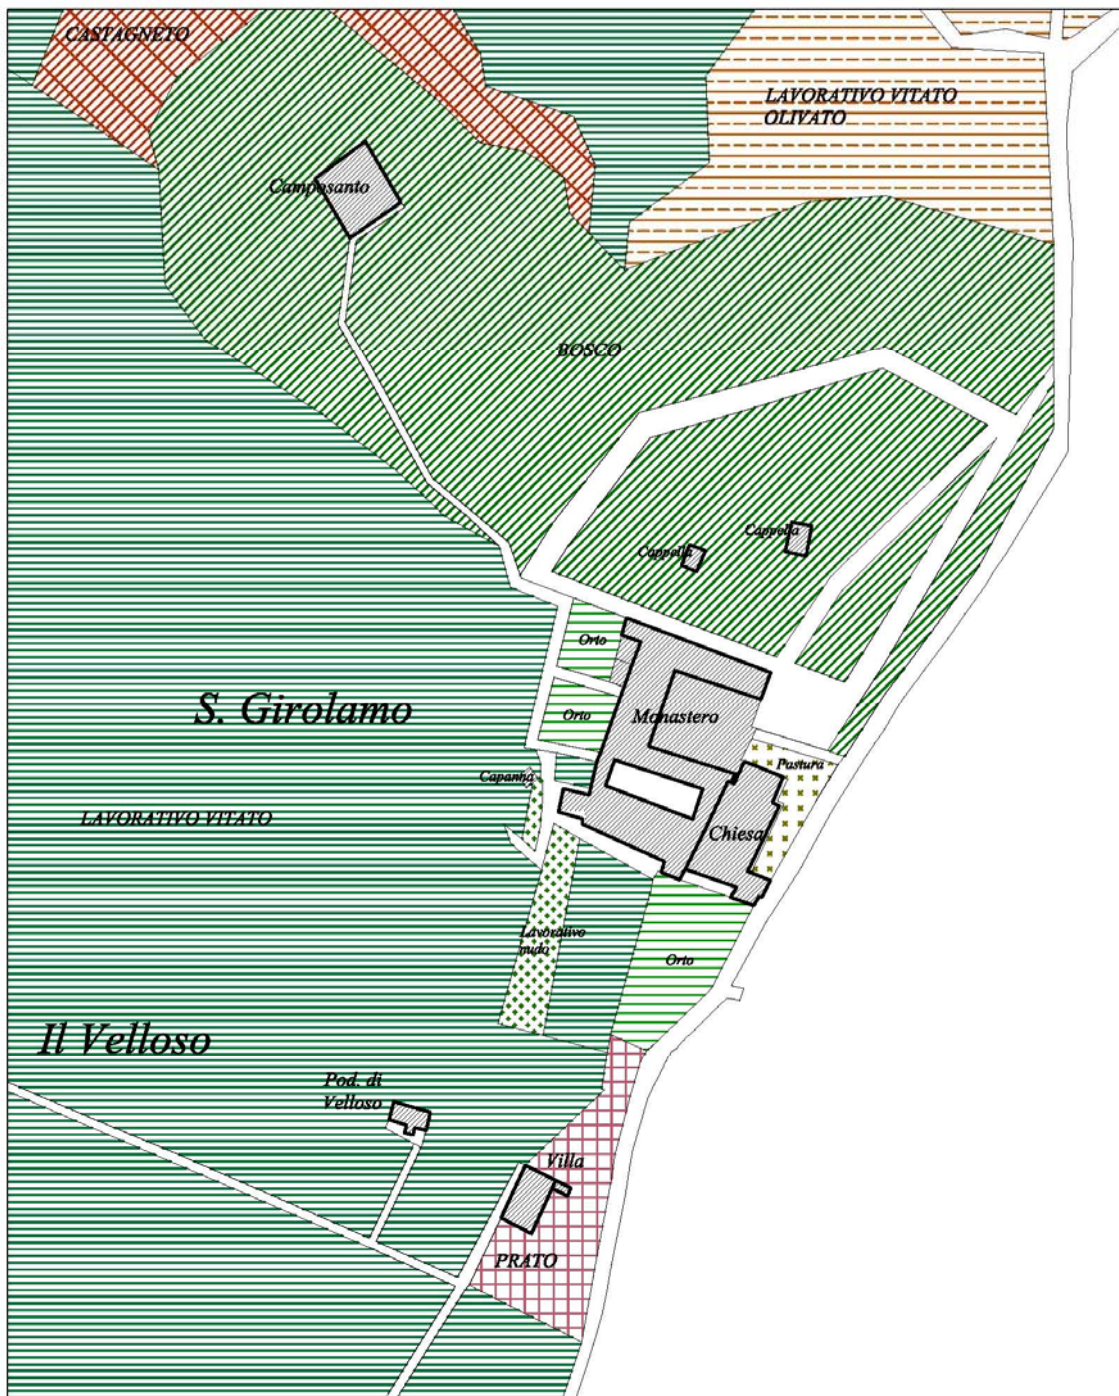 CASTAGNETO
LAVORATIVO VITATO
OLIVATO
Camposanto
BOSCO
Cappella
Cappella
Orto
S. Girolamo
Orto
Monastero
Pastura
Capanna
LAVORATIVO VITATO
Chiesa
Lavorativo
nudo
Orto
Il Velloso
Pod. di
Velloso
Villa
PRATO